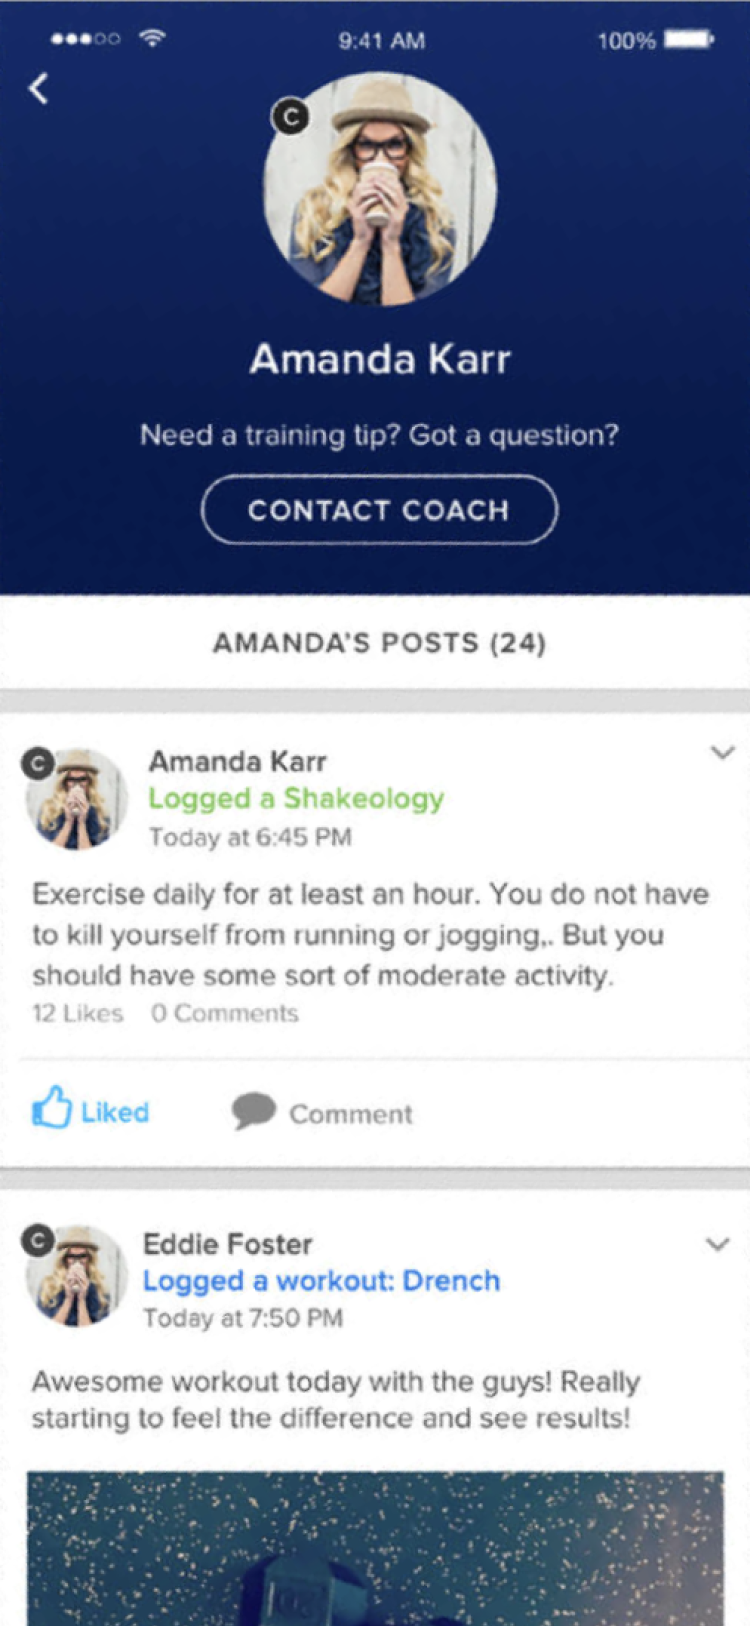 9:41 AM
100%
C
Amanda Karr
Need a training tip? Got a question?
CONTACT COACH
AMANDA'S POSTS (24)
C
Amanda Karr
Logged a Shakeology
Today at 6:45 PM
Exercise daily for at least an hour. You do not have
to kill yourself from running or jogging,. But you
should have some sort of moderate activity.
12 Likes 0 Comments
Liked Comment
C
Eddie Foster
Logged a workout: Drench
Today at 7:50 PM
Awesome workout today with the guys! Really
starting to feel the difference and see results!